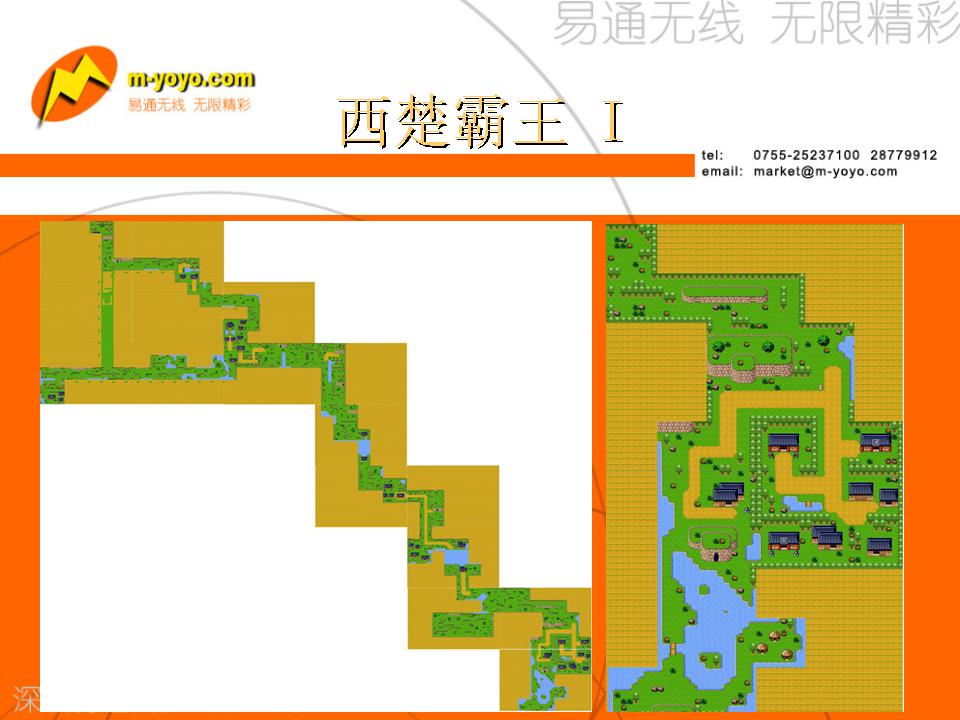 易通无线 无限精彩
m-yoyo.com
易通无线 无限精彩
西楚霸王 I
tel: 0755-25237100 28779912
email: market@m-yoyo.com
深